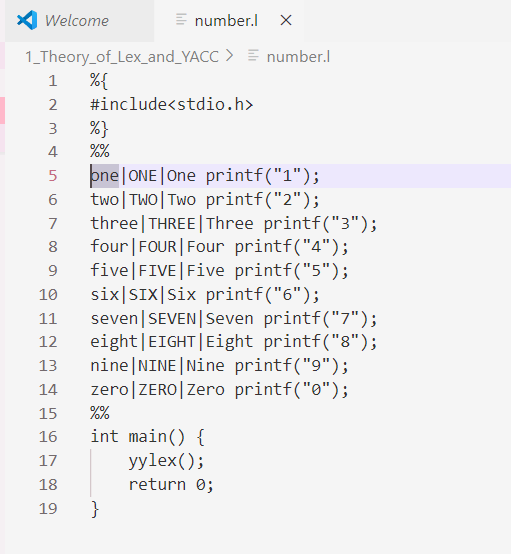 Welcome number.l
1_Theory_of_Lex_and_YACC > number.l
1 %{
2 #include<stdio.h>
3 %}
4 %%
5 one|ONE|One printf("1");
6 two|TWO|Two printf("2");
7 three|THREE|Three printf("3");
8 four|FOUR|Four printf("4");
9 five|FIVE|Five printf("5");
10 six|SIX|Six printf("6");
11 seven|SEVEN|Seven printf("7");
12 eight|EIGHT|Eight printf("8");
13 nine|NINE|Nine printf("9");
14 zero|ZERO|Zero printf("0");
15 %%
16 int main() {
17     yylex();
18     return 0;
19 }